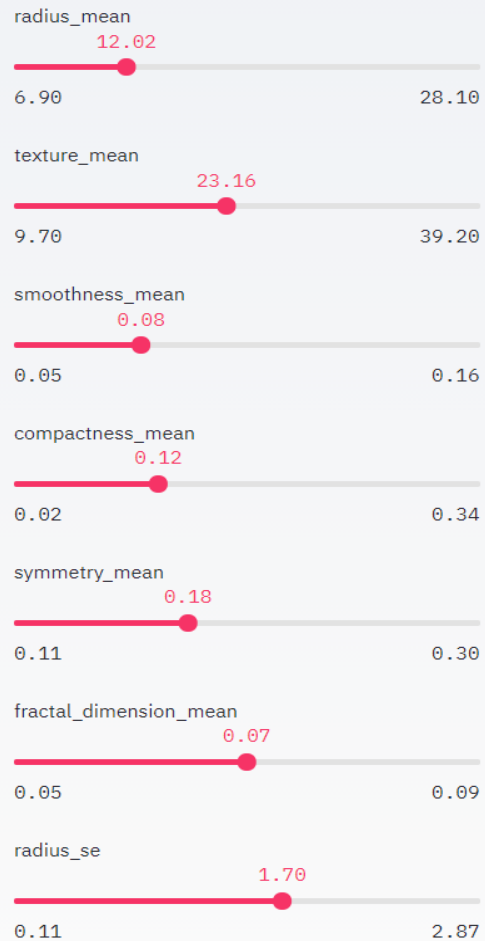 radius_mean
12.02
6.90 28.10
texture_mean
23.16
9.70 39.20
smoothness_mean
0.08
0.05 0.16
compactness_mean
0.12
0.02 0.34
symmetry_mean
0.18
0.11 0.30
fractal_dimension_mean
0.07
0.05 0.09
radius_se
1.70
0.11 2.87